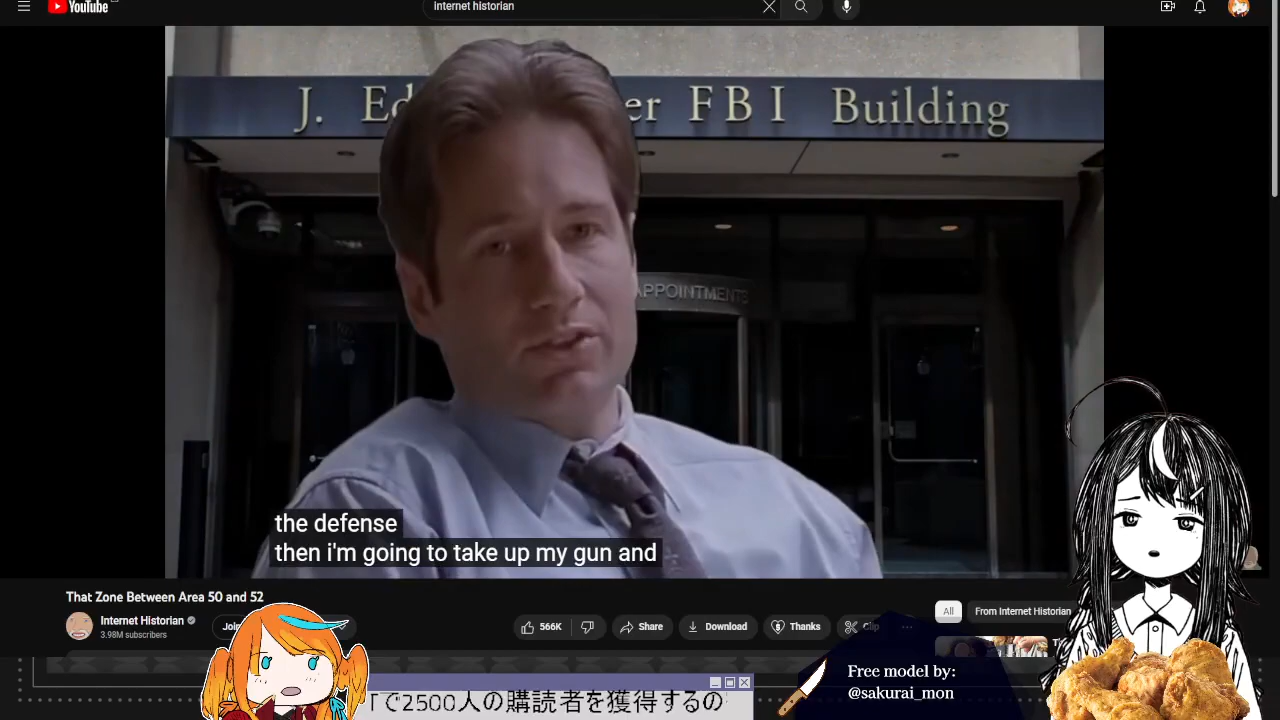 YouTube
internet historian
J. Ed er FBI Building
APPOINTMENTS
the defense
then i'm going to take up my gun and
That Zone Between Area 50 and 52
Internet Historian
3.98M subscribers
566K
Share
Download
Thanks
Clip
All
From Internet Historian
Free model by:
@sakurai_mon
「で2500人の購読者を獲得するの